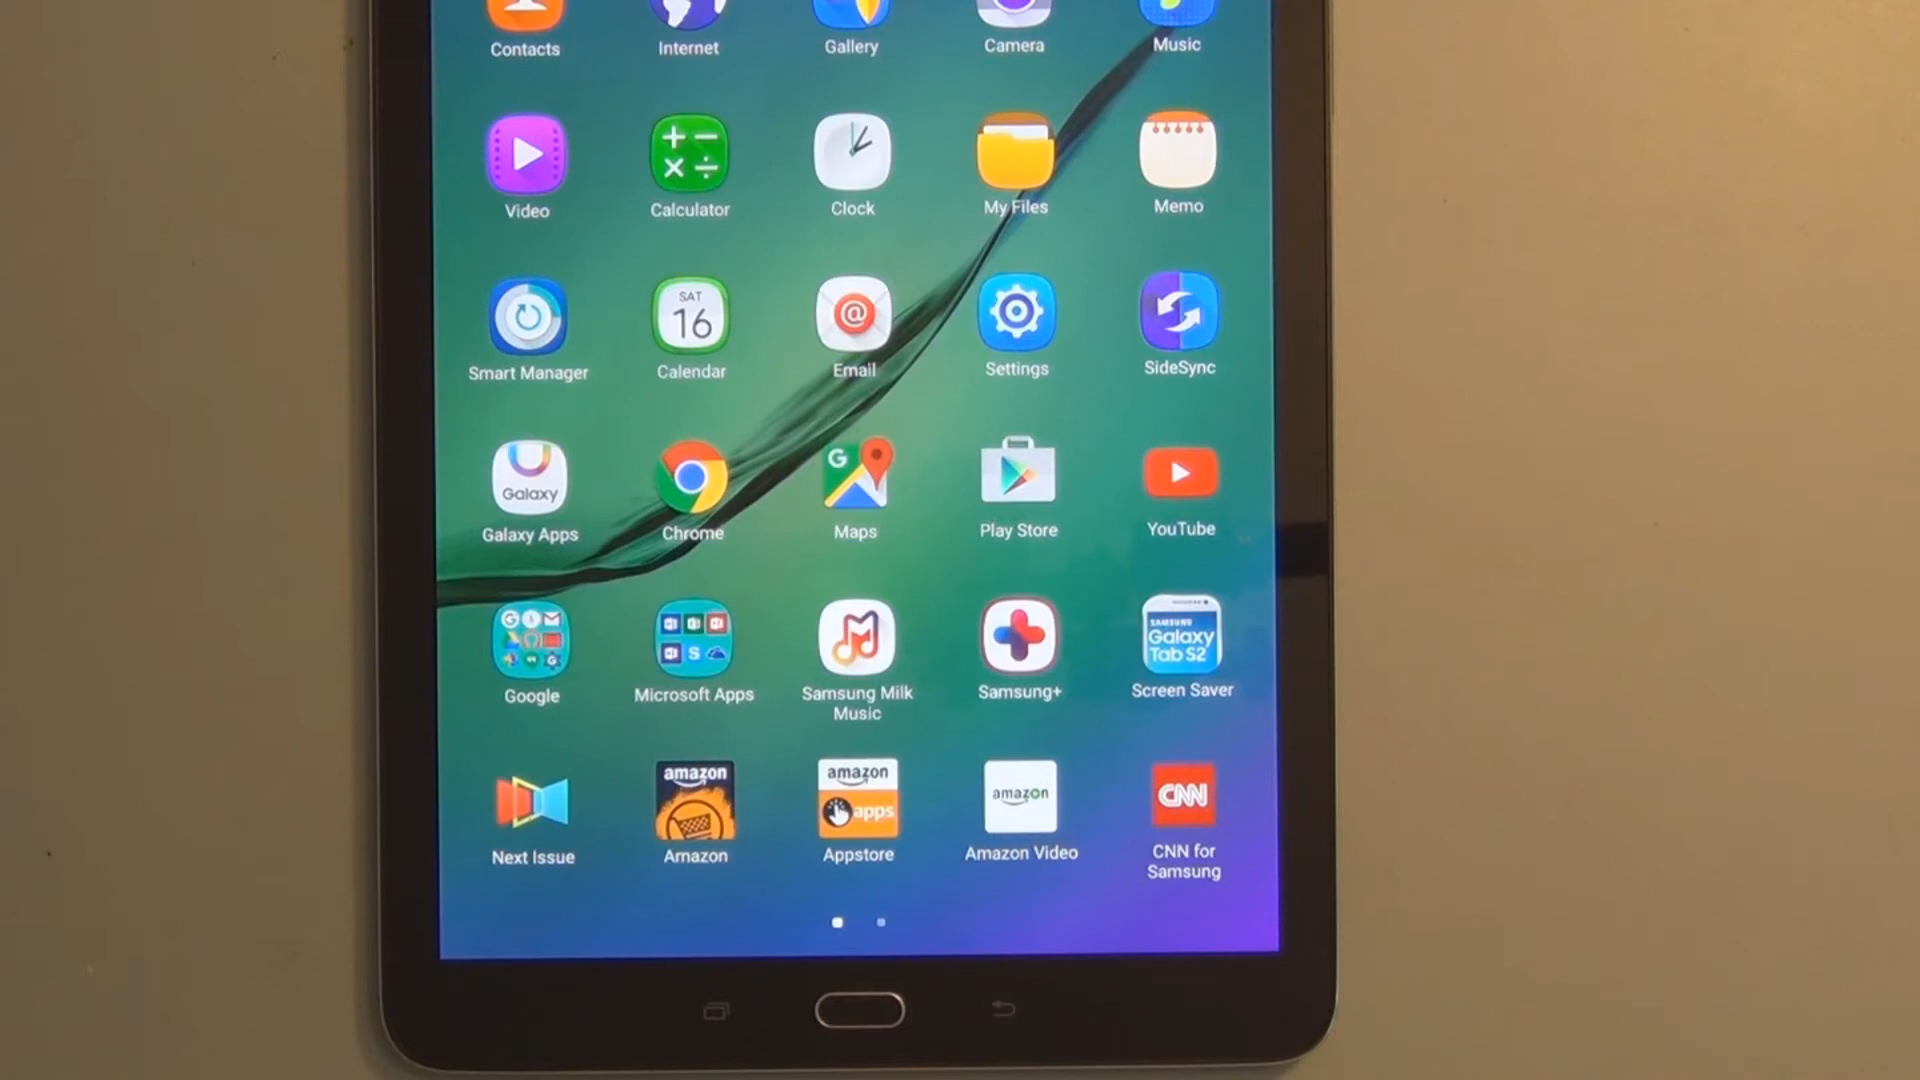 Contacts
Internet
Gallery
Camera
Music
Video
Calculator
Clock
My Files
Memo
SAT
16
@
Smart Manager
Calendar
Email
Settings
SideSync
Galaxy
G
Galaxy Apps
Chrome
Maps
Play Store
YouTube
SAMSUNG
Galaxy
Tab S2
Google
Microsoft Apps
Samsung Milk
Music
Samsung+
Screen Saver
amazon
amazon
apps
amazon
CNN
Next Issue
Amazon
Appstore
Amazon Video
CNN for
Samsung